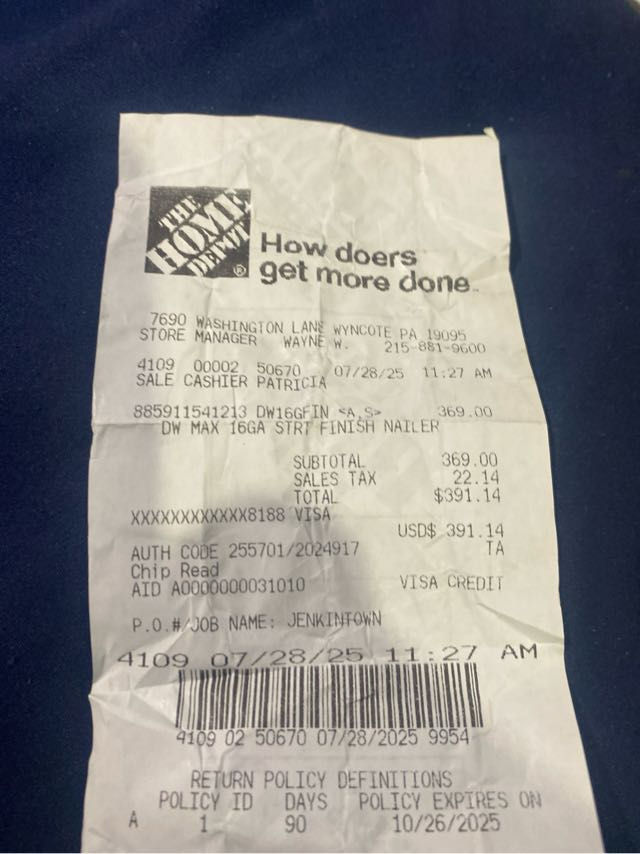 THE
HOME
DEPOT®
How doers
get more done™
7690 WASHINGTON LANE WYNCOTE PA 19095
STORE MANAGER WAYNE W. 215-881-9600
4109 00002 50670 07/28/25 11:27 AM
SALE CASHIER PATRICIA
885911541213 DW16GFIN <A,S> 369.00
DW MAX 16GA STRT FINISH NAILER
SUBTOTAL 369.00
SALES TAX 22.14
TOTAL $391.14
XXXXXXXXXXXX8188 VISA
USD$ 391.14
AUTH CODE 255701/2024917 TA
Chip Read
AID A0000000031010 VISA CREDIT
P.O.#/JOB NAME: JENKINTOWN
4109 07/28/25 11:27 AM
4109 02 50670 07/28/2025 9954
RETURN POLICY DEFINITIONS
POLICY ID DAYS POLICY EXPIRES ON
A 1 90 10/26/2025